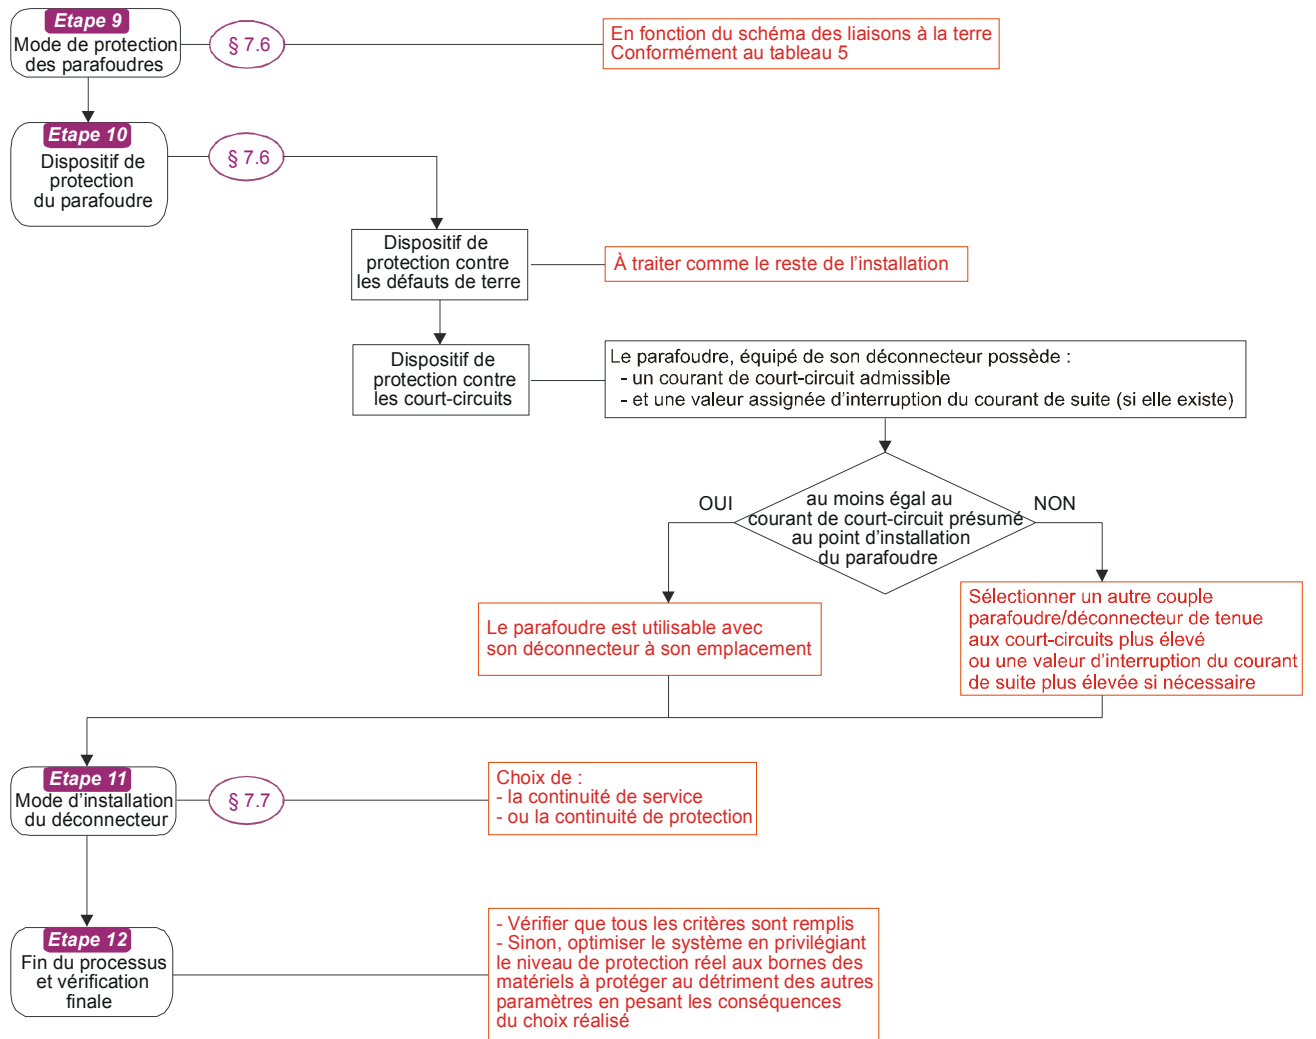 Etape 9
Mode de protection
des parafoudres
§ 7.6
En fonction du schéma des liaisons à la terre
Conformément au tableau 5
Etape 10
Dispositif de
protection
du parafoudre
§ 7.6
Dispositif de
protection contre
les défauts de terre
À traiter comme le reste de l'installation
Dispositif de
protection contre
les court-circuits
Le parafoudre, équipé de son déconnecteur possède :
- un courant de court-circuit admissible
- et une valeur assignée d'interruption du courant de suite (si elle existe)
OUI
au moins égal au
courant de court-circuit présumé
au point d'installation
du parafoudre
NON
Le parafoudre est utilisable avec
son déconnecteur à son emplacement
Sélectionner un autre couple
parafoudre/déconnecteur de tenue
aux court-circuits plus élevé
ou une valeur d'interruption du courant
de suite plus élevée si nécessaire
Etape 11
Mode d'installation
du déconnecteur
§ 7.7
Choix de :
- la continuité de service
- ou la continuité de protection
Etape 12
Fin du processus
et vérification
finale
- Vérifier que tous les critères sont remplis
- Sinon, optimiser le système en privilégiant
le niveau de protection réel aux bornes des
matériels à protéger au détriment des autres
paramètres en pesant les conséquences
du choix réalisé